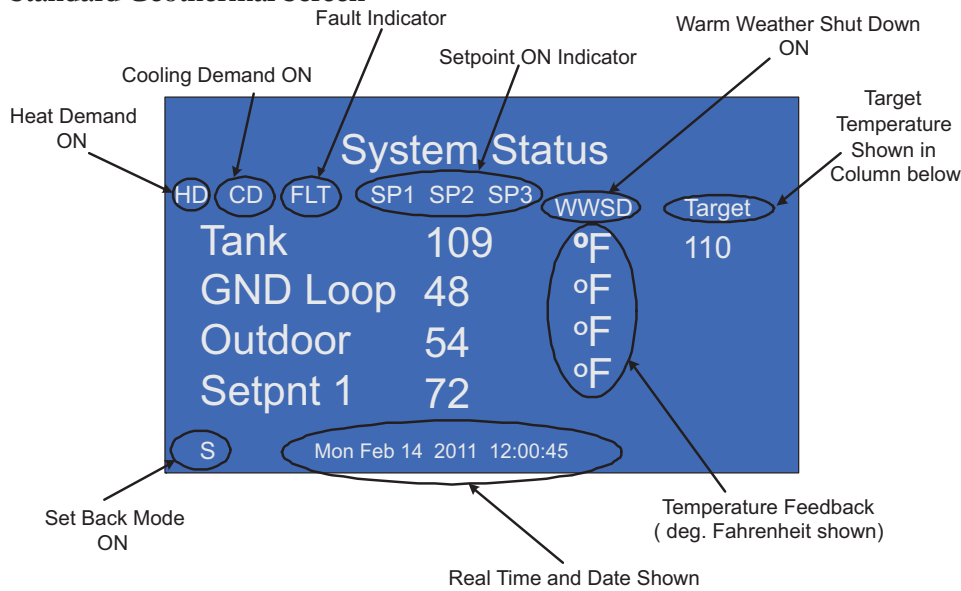 Standard Geothermal Screen
Fault Indicator
Warm Weather Shut Down
ON
Setpoint ON Indicator
Cooling Demand ON
Heat Demand
ON
Target
Temperature
Shown in
Column below
System Status
HD CD FLT SP1 SP2 SP3 WWSD Target
Tank 109 ºF 110
GND Loop 48 ºF
Outdoor 54 ºF
Setpnt 1 72 ºF
S Mon Feb 14 2011 12:00:45
Set Back Mode
ON
Temperature Feedback
( deg. Fahrenheit shown)
Real Time and Date Shown